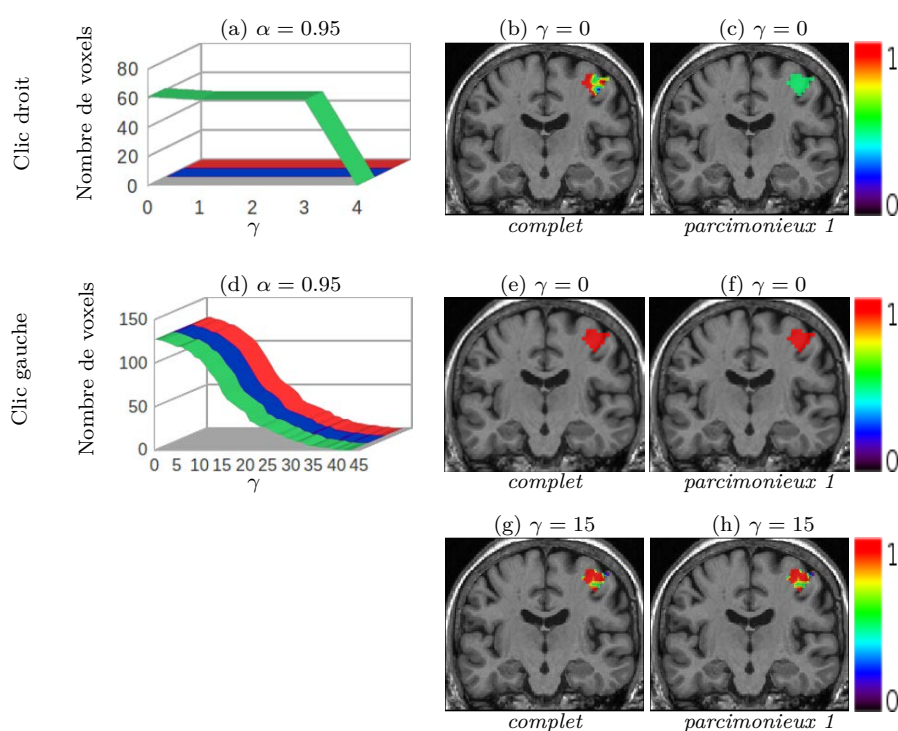 (a) α = 0.95
(b) γ = 0
(c) γ = 0
Clic droit
Nombre de voxels
80
60
40
20
0
0 1 2 3 4
γ
1
0
complet
parcimonieux 1
(d) α = 0.95
(e) γ = 0
(f) γ = 0
Clic gauche
Nombre de voxels
150
100
50
0
0 5 10 15 20 25 30 35 40 45
γ
1
0
complet
parcimonieux 1
(g) γ = 15
(h) γ = 15
1
0
complet
parcimonieux 1